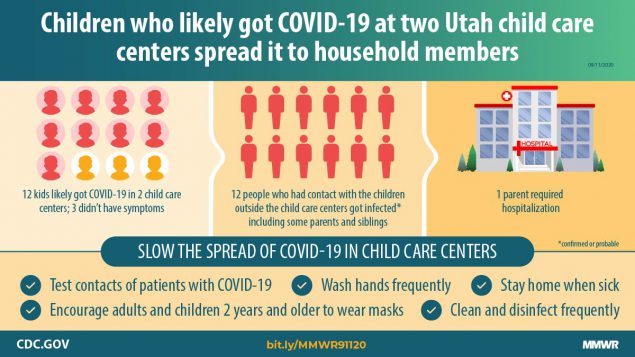 Children who likely got COVID-19 at two Utah child care
centers spread it to household members
09/11/2020
12 kids likely got COVID-19 in 2 child care
centers; 3 didn't have symptoms
12 people who had contact with the children
outside the child care centers got infected*
including some parents and siblings
HOSPITAL
1 parent required
hospitalization
*confirmed or probable
SLOW THE SPREAD OF COVID-19 IN CHILD CARE CENTERS
Test contacts of patients with COVID-19
Wash hands frequently
Stay home when sick
Encourage adults and children 2 years and older to wear masks
Clean and disinfect frequently
CDC.GOV
bit.ly/MMWR91120
MMWR